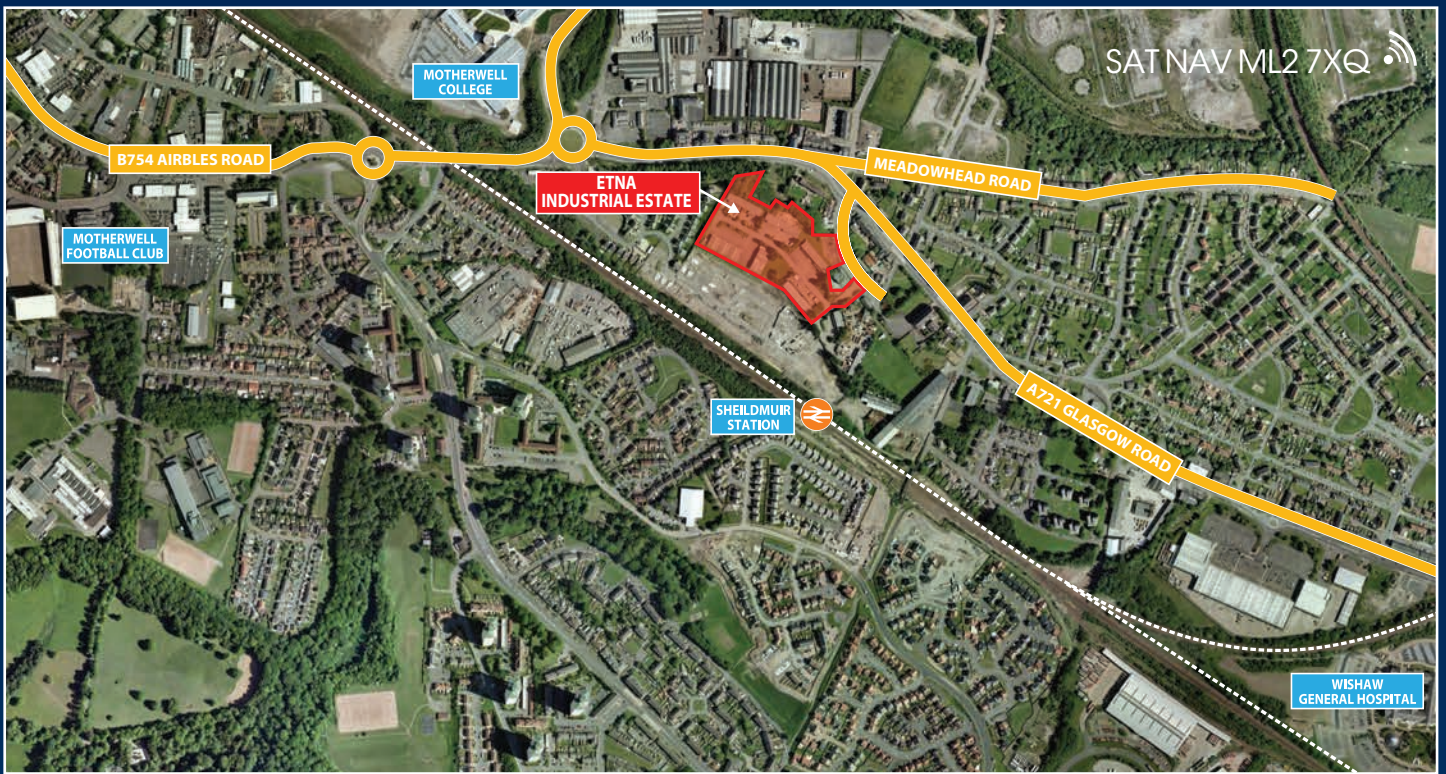 SAT NAV ML2 7XQ
MOTHERWELL
COLLEGE
B754 AIRBLES ROAD
MEADOWHEAD ROAD
ETNA
INDUSTRIAL ESTATE
MOTHERWELL
FOOTBALL CLUB
SHEILDMUIR
STATION
A721 GLASGOW ROAD
WISHAW
GENERAL HOSPITAL